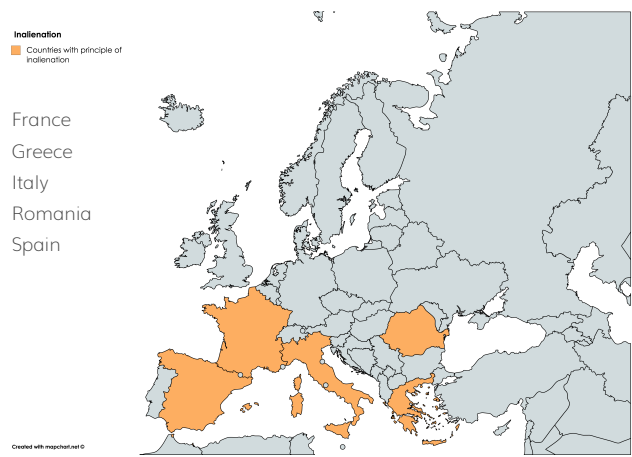 Inalienation
Countries with principle of
inalienation
France
Greece
Italy
Romania
Spain
Created with mapchart.net ©